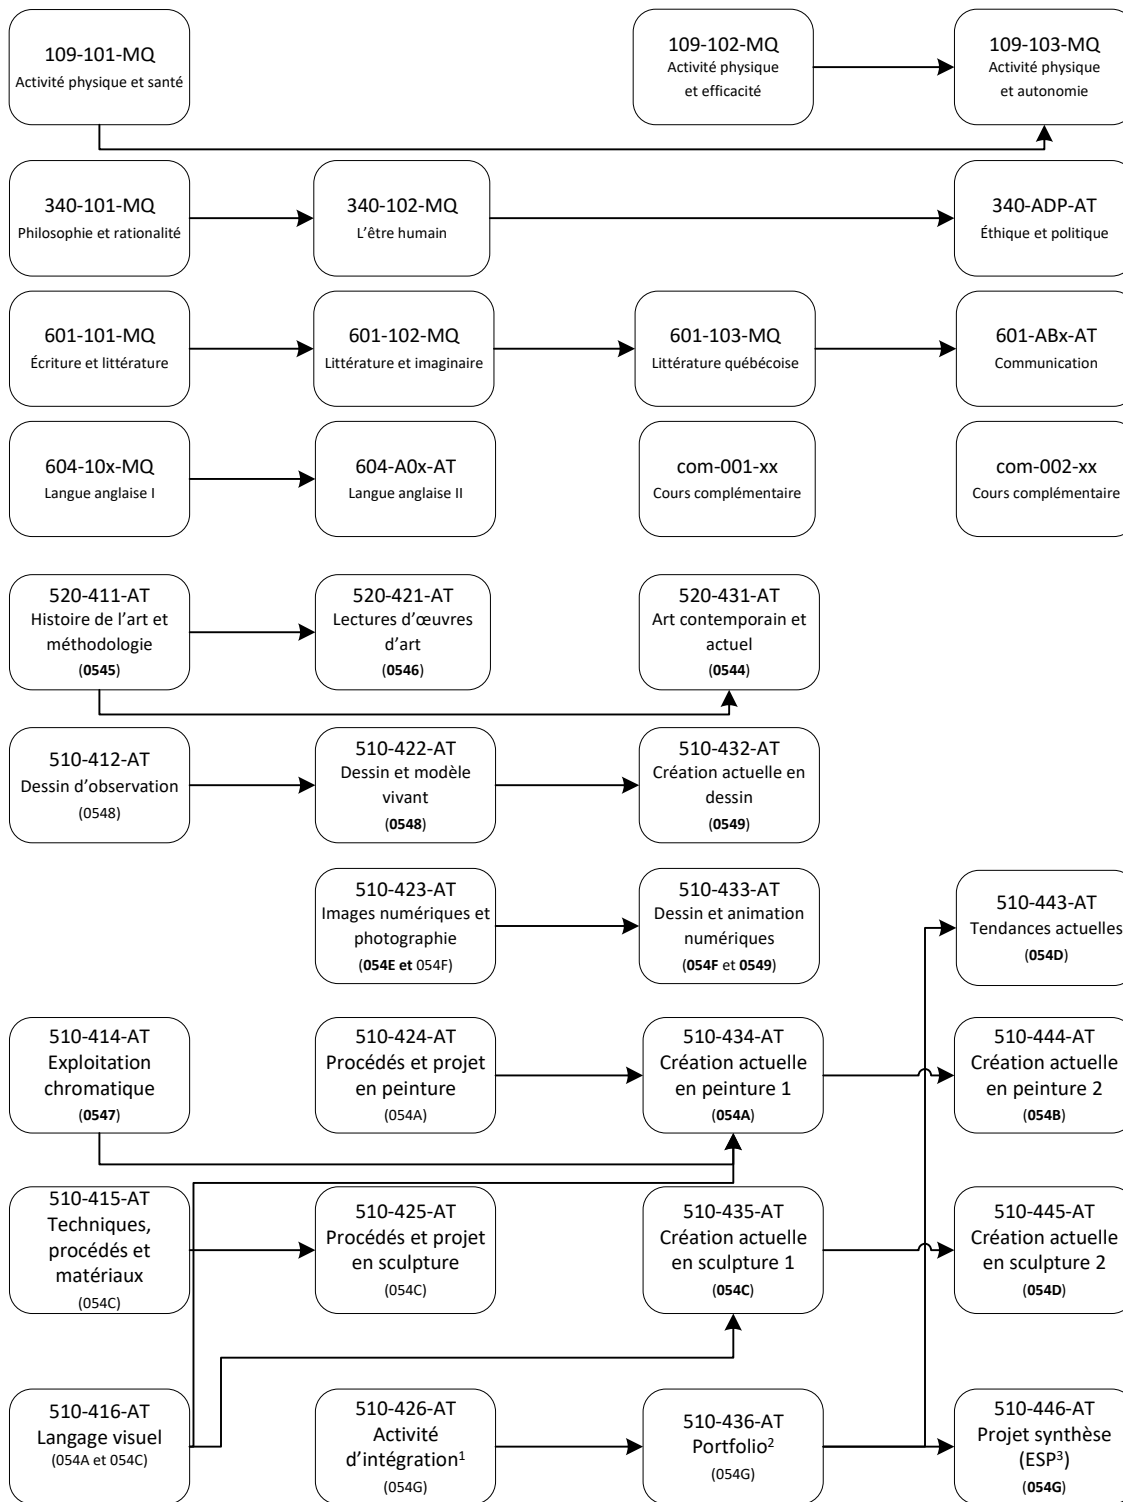 109-101-MQ
Activité physique et santé
109-102-MQ
Activité physique
et efficacité
109-103-MQ
Activité physique
et autonomie
340-101-MQ
Philosophie et rationalité
340-102-MQ
L'être humain
340-ADP-AT
Éthique et politique
601-101-MQ
Écriture et littérature
601-102-MQ
Littérature et imaginaire
601-103-MQ
Littérature québécoise
601-ABx-AT
Communication
604-10x-MQ
Langue anglaise I
604-A0x-AT
Langue anglaise II
com-001-xx
Cours complémentaire
com-002-xx
Cours complémentaire
520-411-AT
Histoire de l'art et
méthodologie
(0545)
520-421-AT
Lectures d'œuvres
d'art
(0546)
520-431-AT
Art contemporain et
actuel
(0544)
510-412-AT
Dessin d'observation
(0548)
510-422-AT
Dessin et modèle
vivant
(0548)
510-432-AT
Création actuelle en
dessin
(0549)
510-423-AT
Images numériques et
photographie
(054E et 054F)
510-433-AT
Dessin et animation
numériques
(054F et 0549)
510-443-AT
Tendances actuelles
(054D)
510-414-AT
Exploitation
chromatique
(0547)
510-424-AT
Procédés et projet
en peinture
(054A)
510-434-AT
Création actuelle
en peinture 1
(054A)
510-444-AT
Création actuelle
en peinture 2
(054B)
510-415-AT
Techniques,
procédés et
matériaux
(054C)
510-425-AT
Procédés et projet
en sculpture
(054C)
510-435-AT
Création actuelle
en sculpture 1
(054C)
510-445-AT
Création actuelle
en sculpture 2
(054D)
510-416-AT
Langage visuel
(054A et 054C)
510-426-AT
Activité
d'intégration1
(054G)
510-436-AT
Portfolio2
(054G)
510-446-AT
Projet synthèse
(ESP3)
(054G)